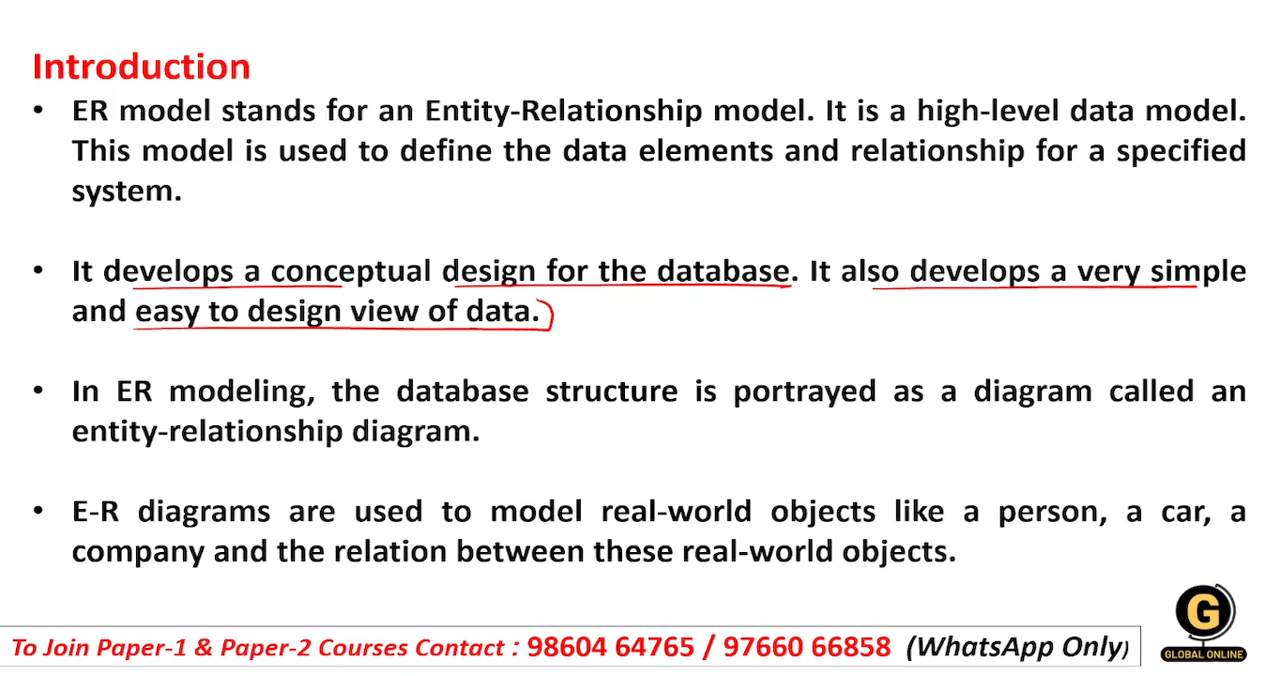 Introduction
• ER model stands for an Entity-Relationship model. It is a high-level data model.
This model is used to define the data elements and relationship for a specified
system.
• It develops a conceptual design for the database. It also develops a very simple
and easy to design view of data.
• In ER modeling, the database structure is portrayed as a diagram called an
entity-relationship diagram.
• E-R diagrams are used to model real-world objects like a person, a car, a
company and the relation between these real-world objects.
To Join Paper-1 & Paper-2 Courses Contact : 98604 64765 / 97660 66858 (WhatsApp Only)
G
GLOBAL ONLINE